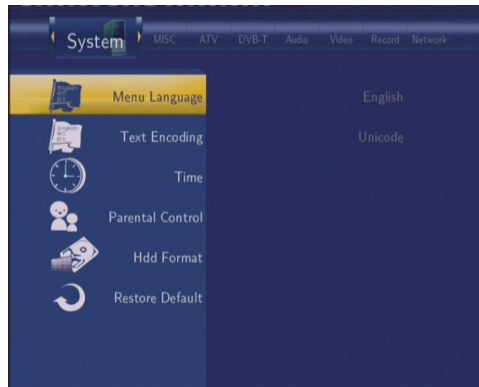 System MISC ATV DVB-T Audio Video Record Network
Menu Language English
Text Encoding Unicode
Time
Parental Control
Hdd Format
Restore Default